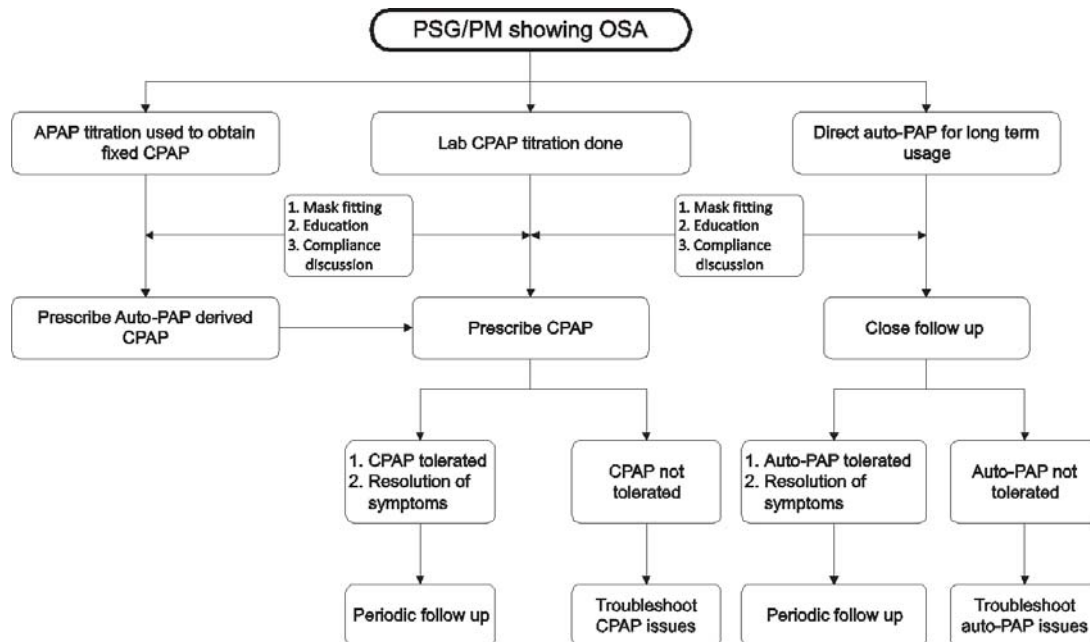 PSG/PM showing OSA
APAP titration used to obtain
fixed CPAP
Lab CPAP titration done
Direct auto-PAP for long term
usage
1. Mask fitting
2. Education
3. Compliance
discussion
1. Mask fitting
2. Education
3. Compliance
discussion
Prescribe Auto-PAP derived
CPAP
Prescribe CPAP
Close follow up
1. CPAP tolerated
2. Resolution of
symptoms
CPAP not
tolerated
1. Auto-PAP tolerated
2. Resolution of
symptoms
Auto-PAP not
tolerated
Periodic follow up
Troubleshoot
CPAP issues
Periodic follow up
Troubleshoot
auto-PAP issues